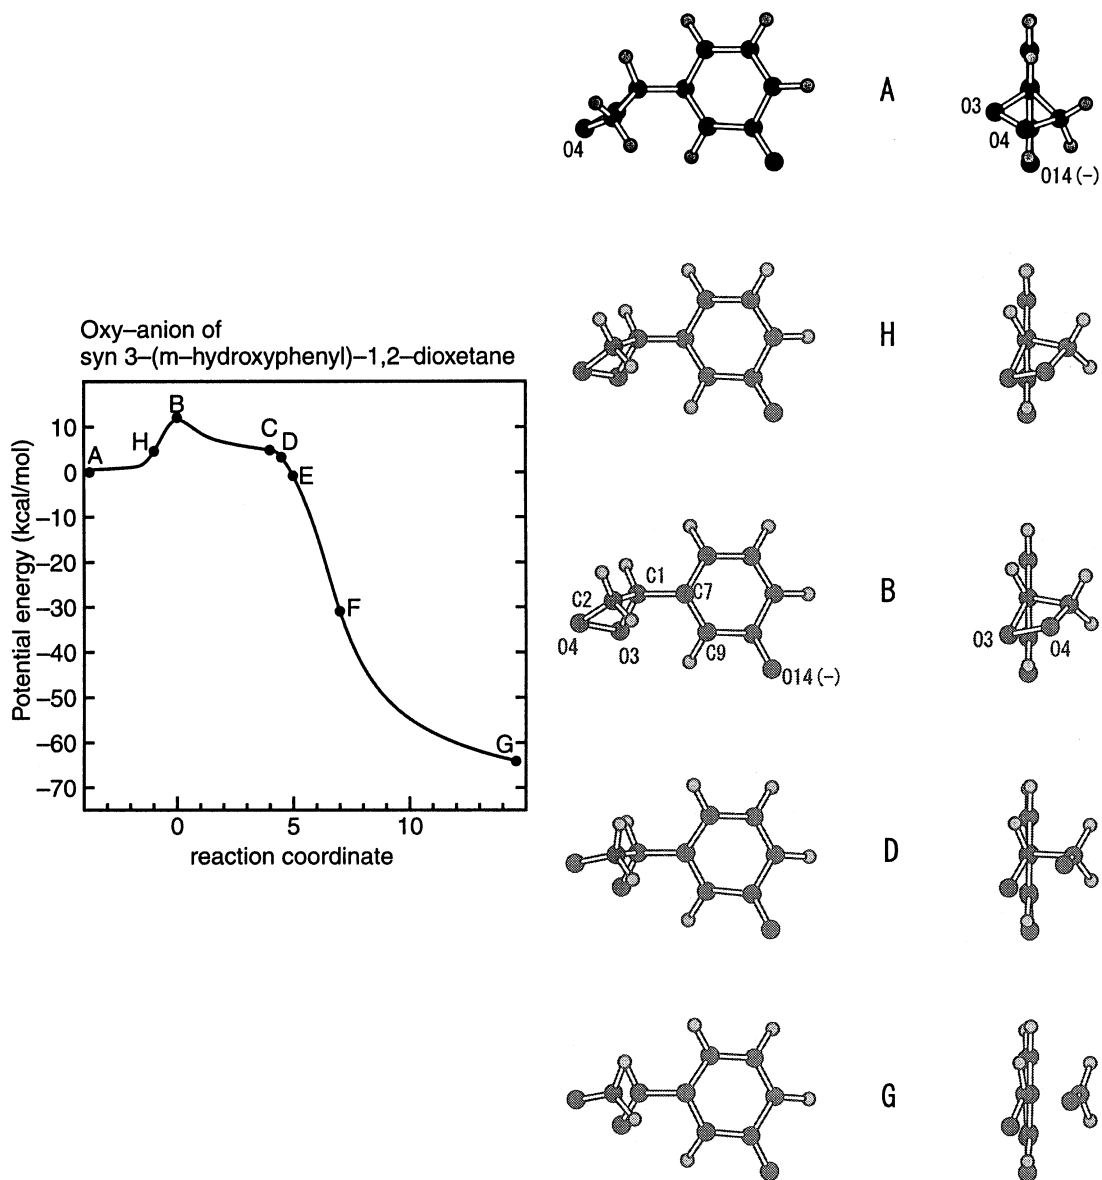 Oxy–anion of
syn 3–(m–hydroxyphenyl)–1,2–dioxetane
Potential energy (kcal/mol)
10
0
−10
−20
−30
−40
−50
−60
−70
A
H
B
C
D
E
F
G
0
5
10
reaction coordinate
O4
A
O3
O4
O14(-)
H
C1
C2
C7
O4
O3
C9
O14(-)
B
O3
O4
D
G